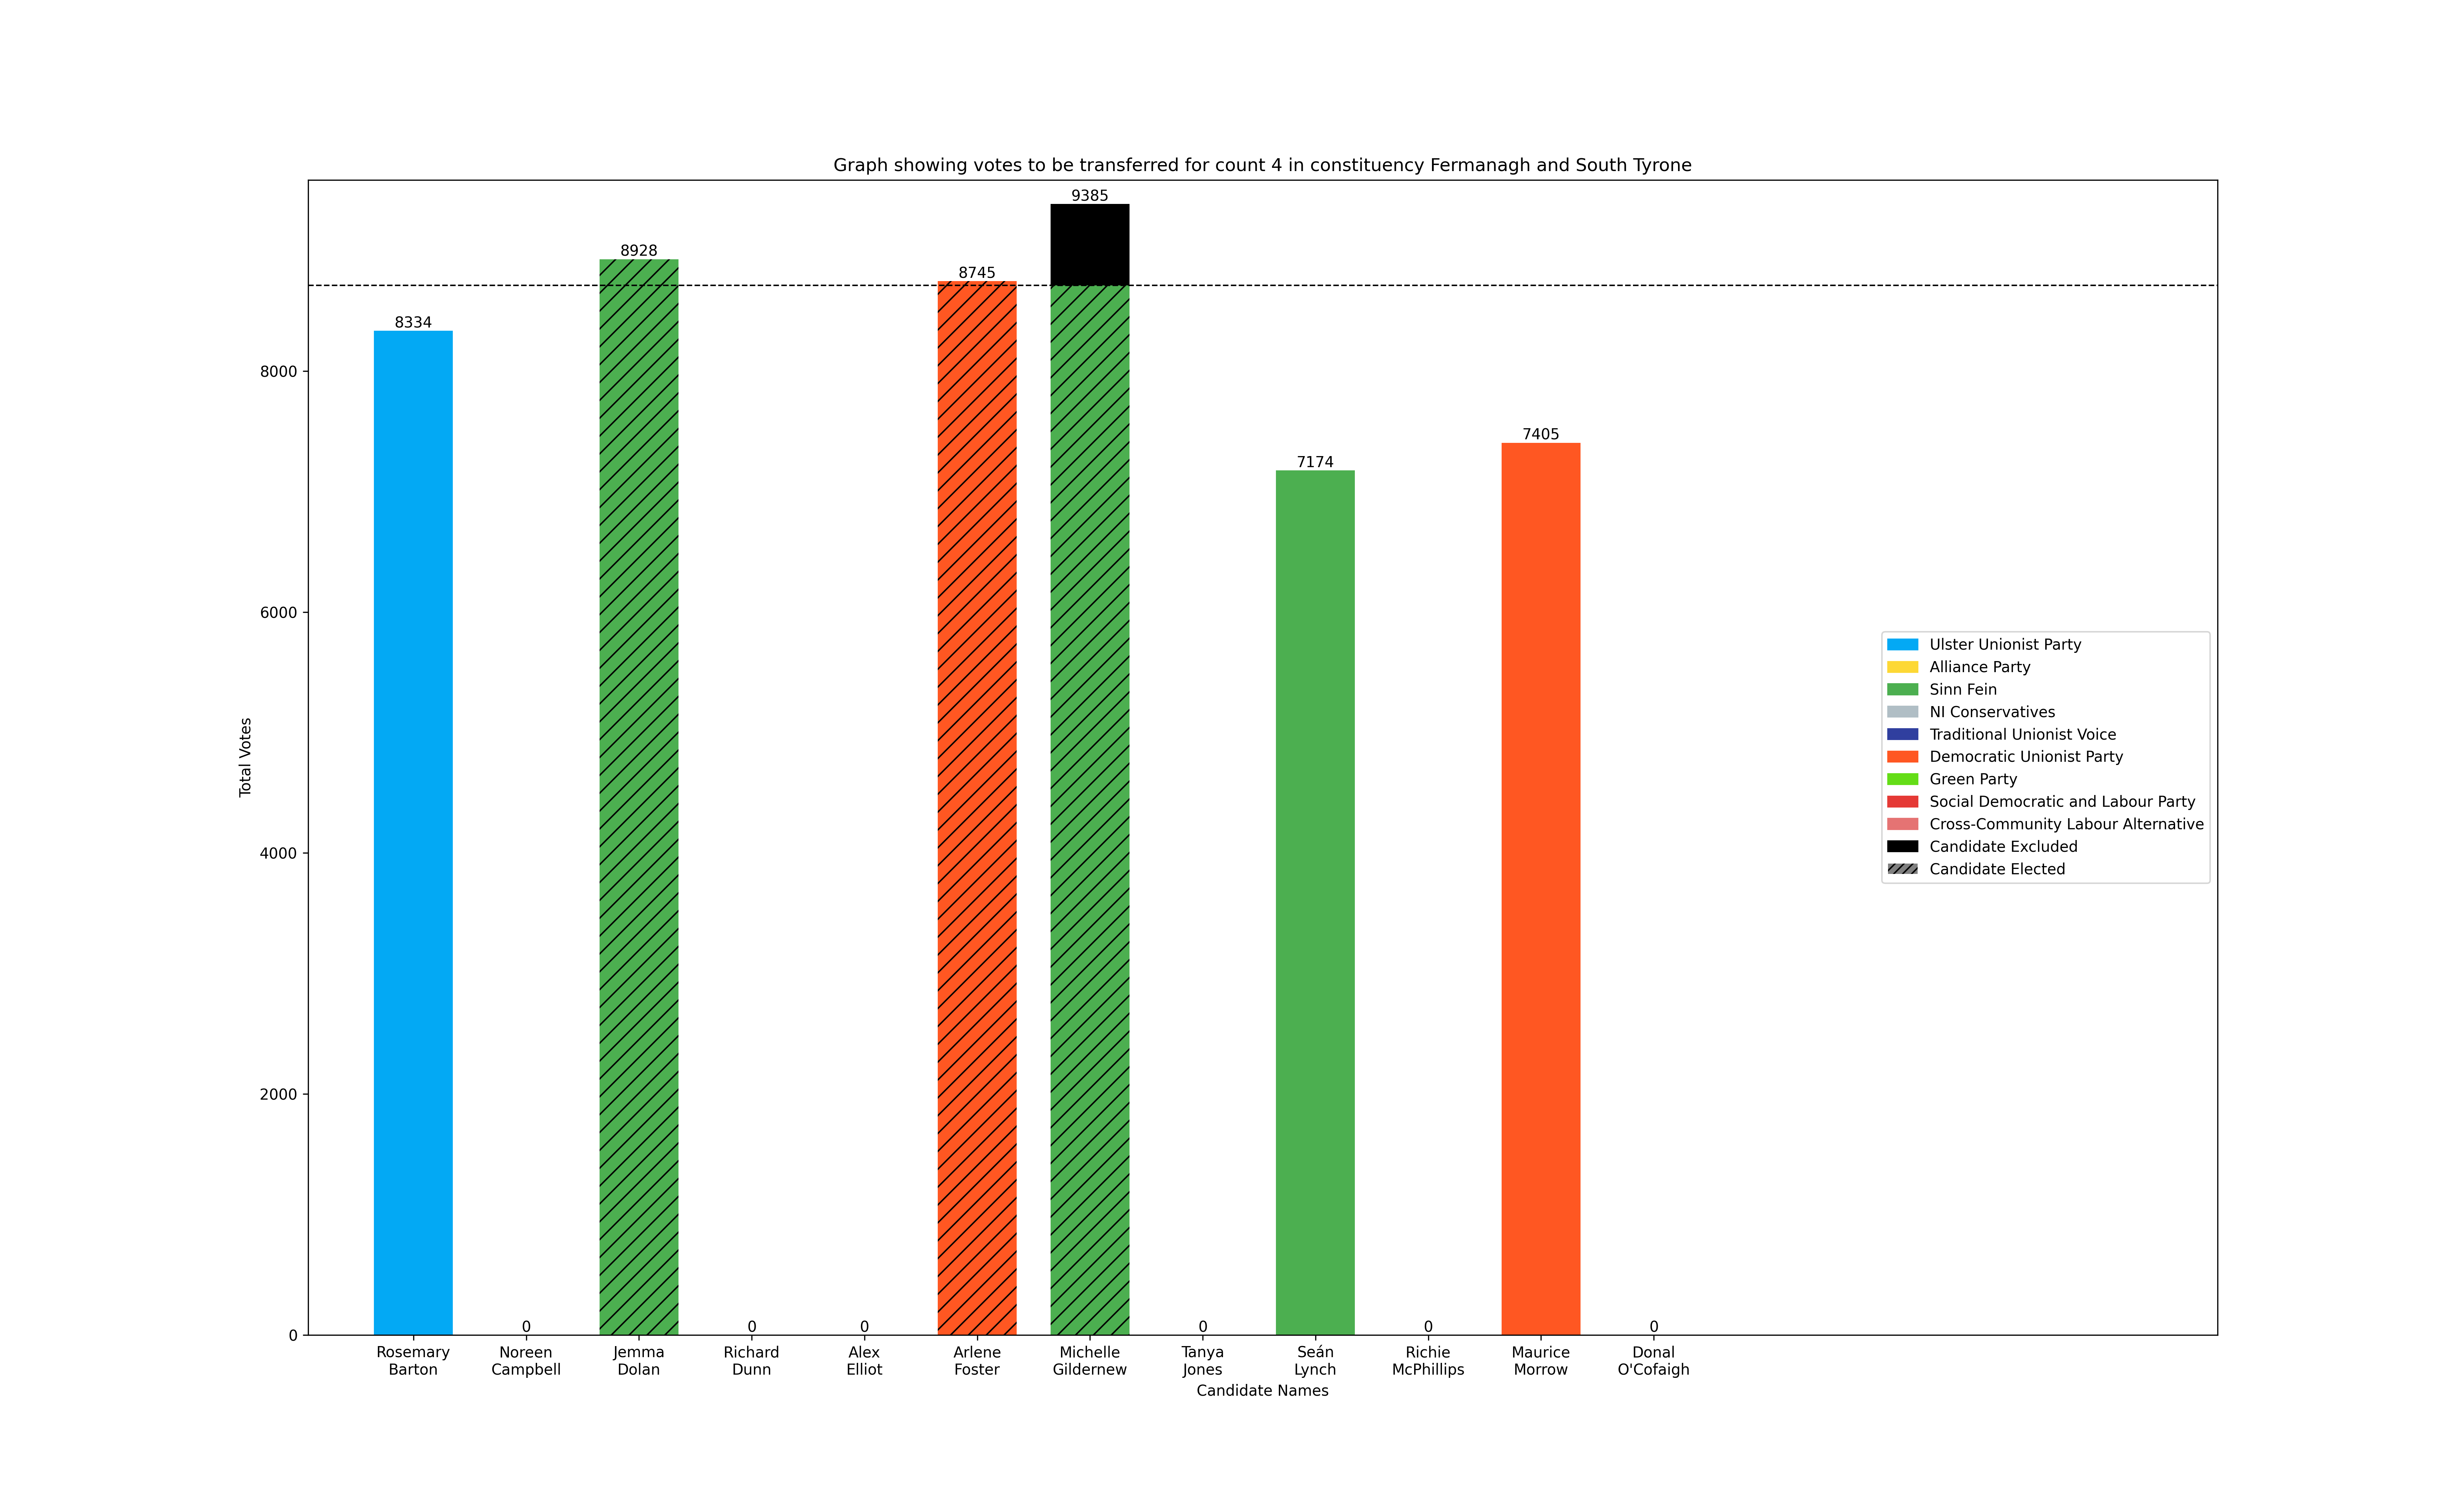 Graph showing votes to be transferred for count 4 in constituency Fermanagh and South Tyrone
9385
8928
8745
8334
7405
7174
0
0
0
0
0
0
8000
6000
4000
2000
0
Total Votes
Rosemary
Barton
Noreen
Campbell
Jemma
Dolan
Richard
Dunn
Alex
Elliot
Arlene
Foster
Michelle
Gildernew
Tanya
Jones
Seán
Lynch
Richie
McPhillips
Maurice
Morrow
Donal
O'Cofaigh
Candidate Names
Ulster Unionist Party
Alliance Party
Sinn Fein
NI Conservatives
Traditional Unionist Voice
Democratic Unionist Party
Green Party
Social Democratic and Labour Party
Cross-Community Labour Alternative
Candidate Excluded
Candidate Elected